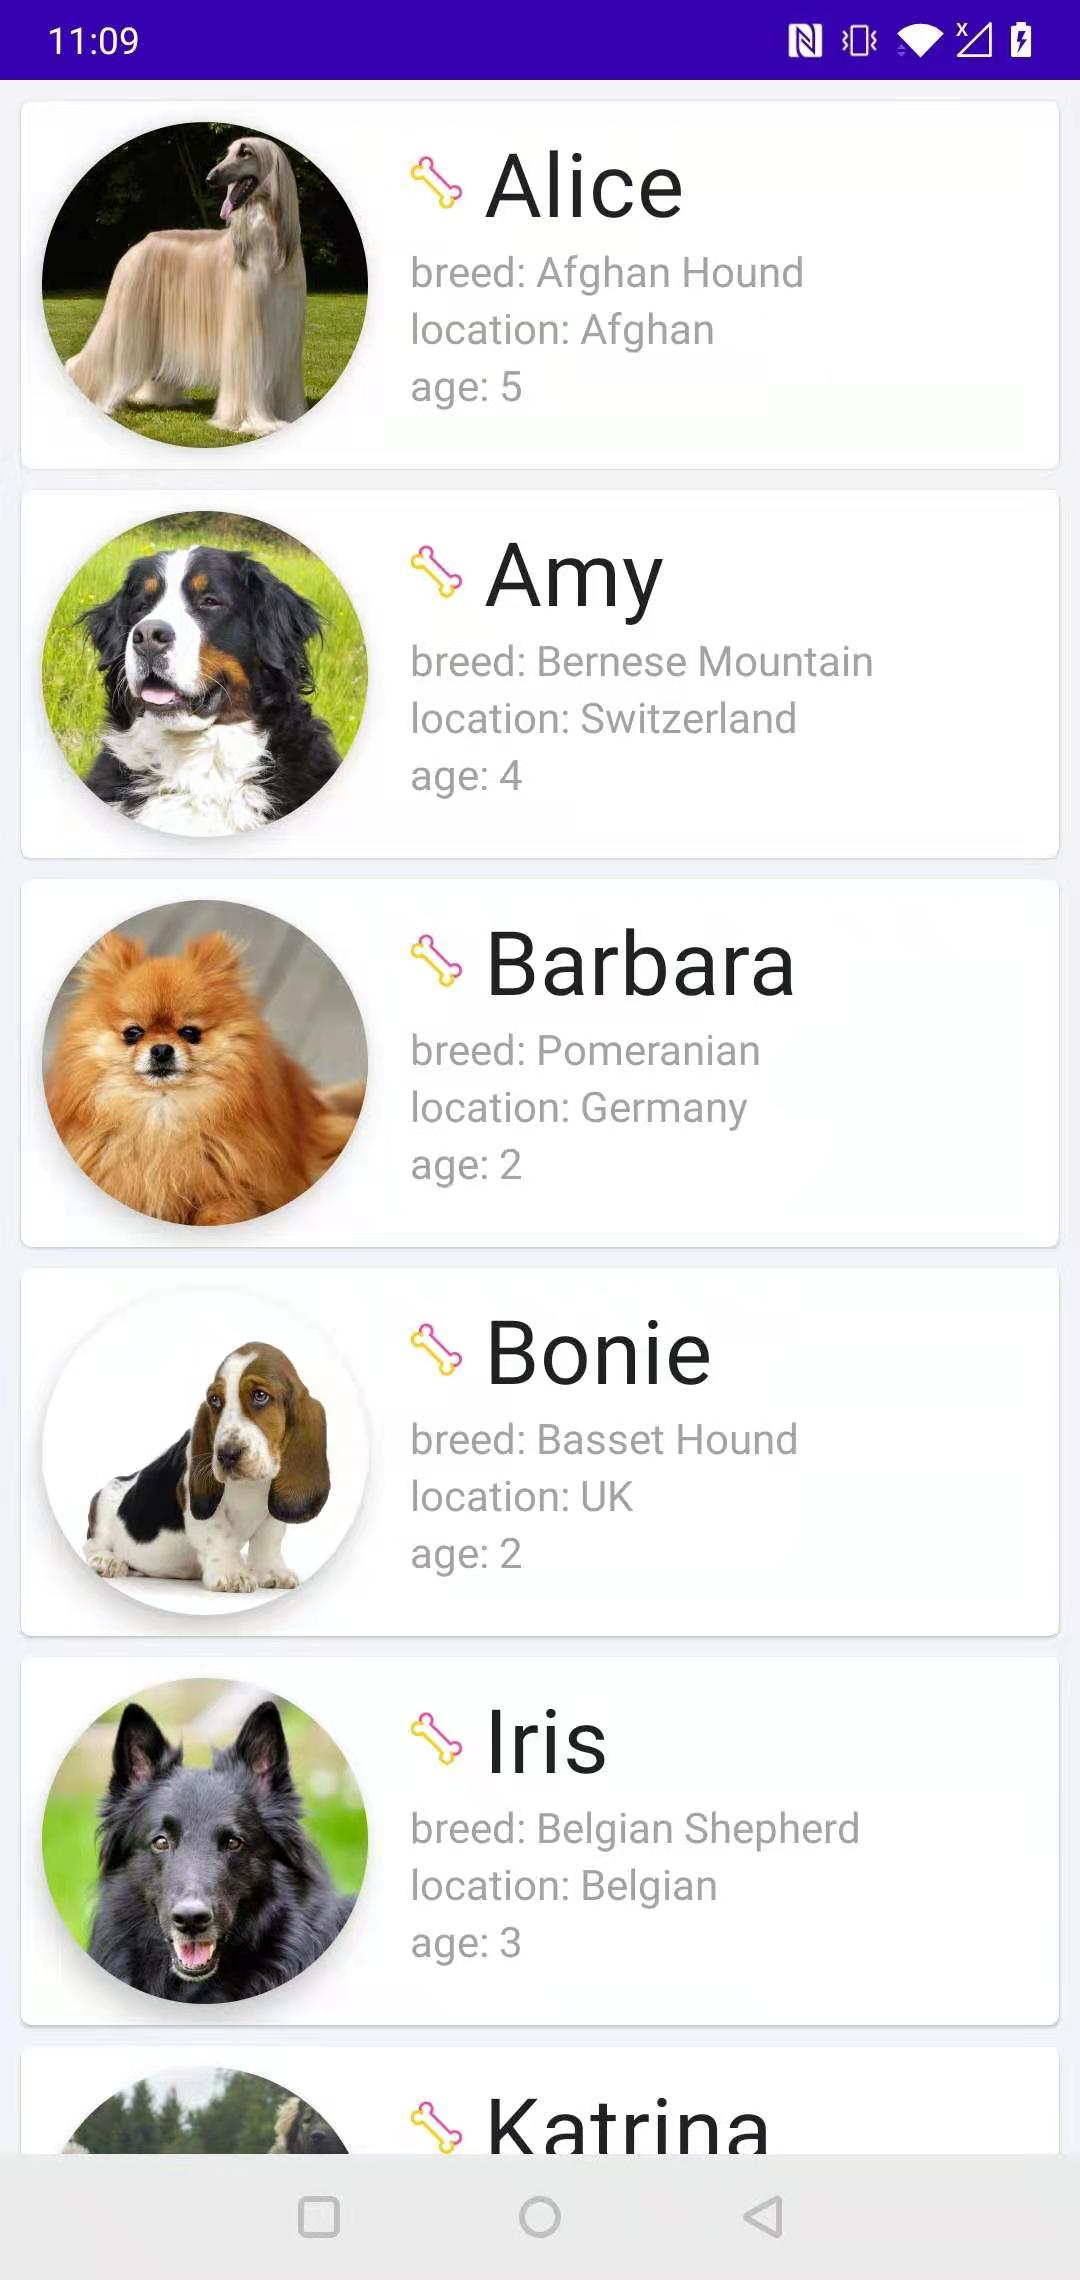 11:09
Alice
breed: Afghan Hound
location: Afghan
age: 5
Amy
breed: Bernese Mountain
location: Switzerland
age: 4
Barbara
breed: Pomeranian
location: Germany
age: 2
Bonie
breed: Basset Hound
location: UK
age: 2
Iris
breed: Belgian Shepherd
location: Belgian
age: 3
Katrina